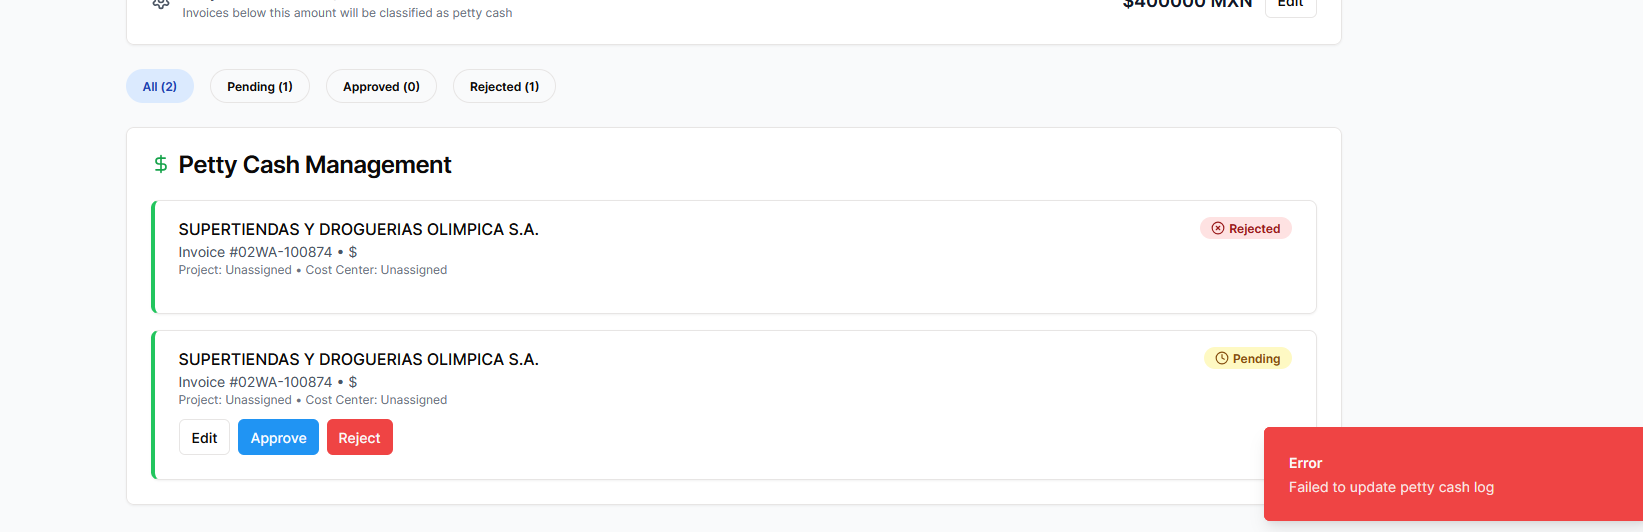 Invoices below this amount will be classified as petty cash
$400000 MXN
Edit
All (2)
Pending (1)
Approved (0)
Rejected (1)
$ Petty Cash Management
SUPERTIENDAS Y DROGUERIAS OLIMPICA S.A.
Rejected
Invoice #02WA-100874 • $
Project: Unassigned • Cost Center: Unassigned
SUPERTIENDAS Y DROGUERIAS OLIMPICA S.A.
Pending
Invoice #02WA-100874 • $
Project: Unassigned • Cost Center: Unassigned
Edit
Approve
Reject
Error
Failed to update petty cash log